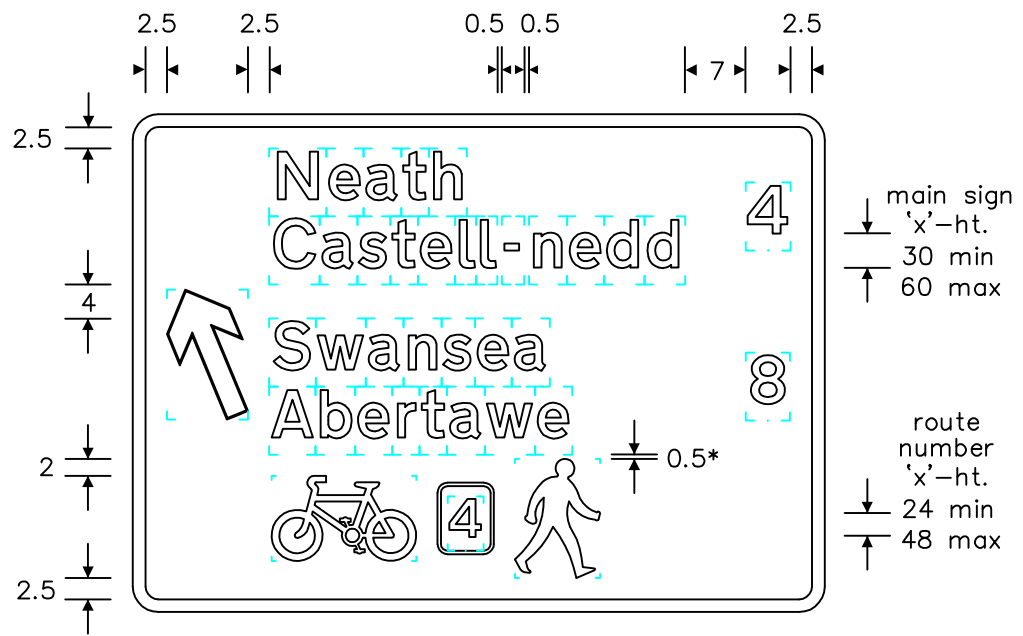 2.5 2.5 0.5 0.5 2.5
7
2.5
Neath
4
main sign
'x'-ht.
Castell-nedd
30 min
60 max
4
Swansea
8
Abertawe
route
number
'x'-ht.
2
0.5*
4
24 min
48 max
2.5